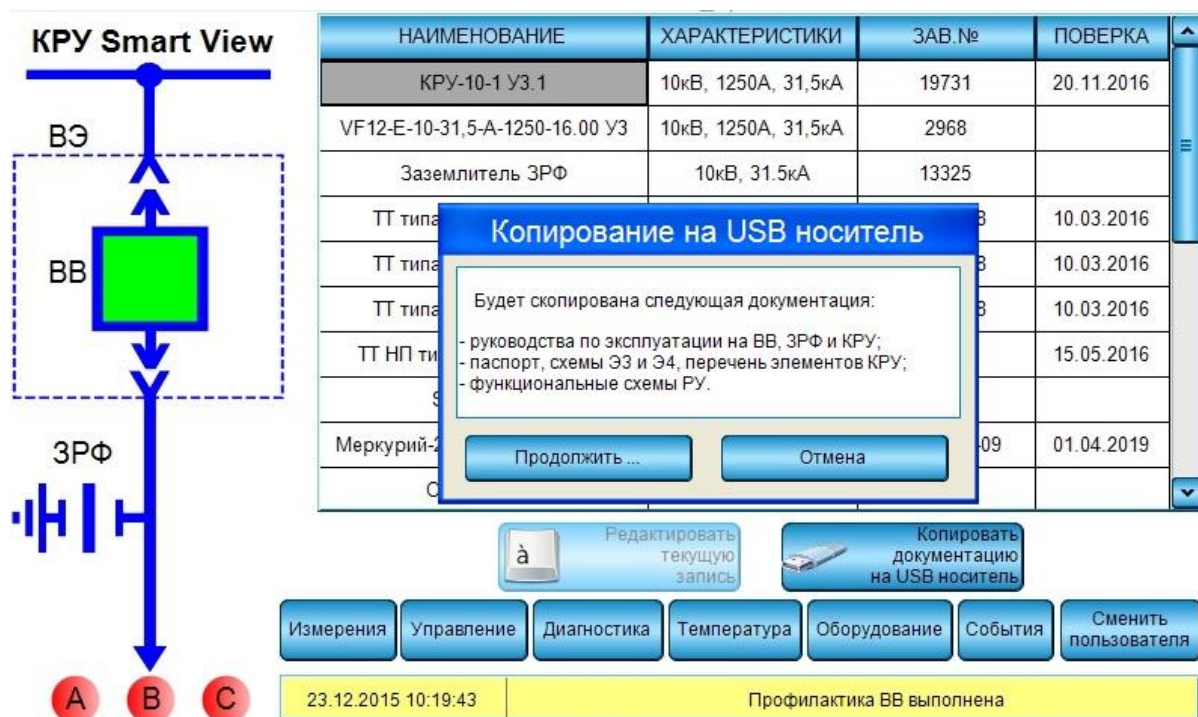 КРУ Smart View
ВЭ
ВВ
ЗРФ
A B C
НАИМЕНОВАНИЕ ХАРАКТЕРИСТИКИ ЗАВ.№ ПОВЕРКА
КРУ-10-1 У3.1 10кВ, 1250А, 31,5кА 19731 20.11.2016
VF12-E-10-31,5-A-1250-16.00 У3 10кВ, 1250А, 31,5кА 2968
Заземлитель ЗРФ 10кВ, 31.5кА 13325
ТТ типа 10.03.2016
ТТ типа 10.03.2016
ТТ типа 10.03.2016
ТТ НП 15.05.2016
Меркурий-2 -09 01.04.2019
Копирование на USB носитель
Будет скопирована следующая документация:
- руководства по эксплуатации на ВВ, ЗРФ и КРУ;
- паспорт, схемы Э3 и Э4, перечень элементов КРУ;
- функциональные схемы РУ.
Продолжить ... Отмена
à
Редактировать
текущую
запись
Копировать
документацию
на USB носитель
Измерения Управление Диагностика Температура Оборудование События Сменить
пользователя
23.12.2015 10:19:43 Профилактика ВВ выполнена